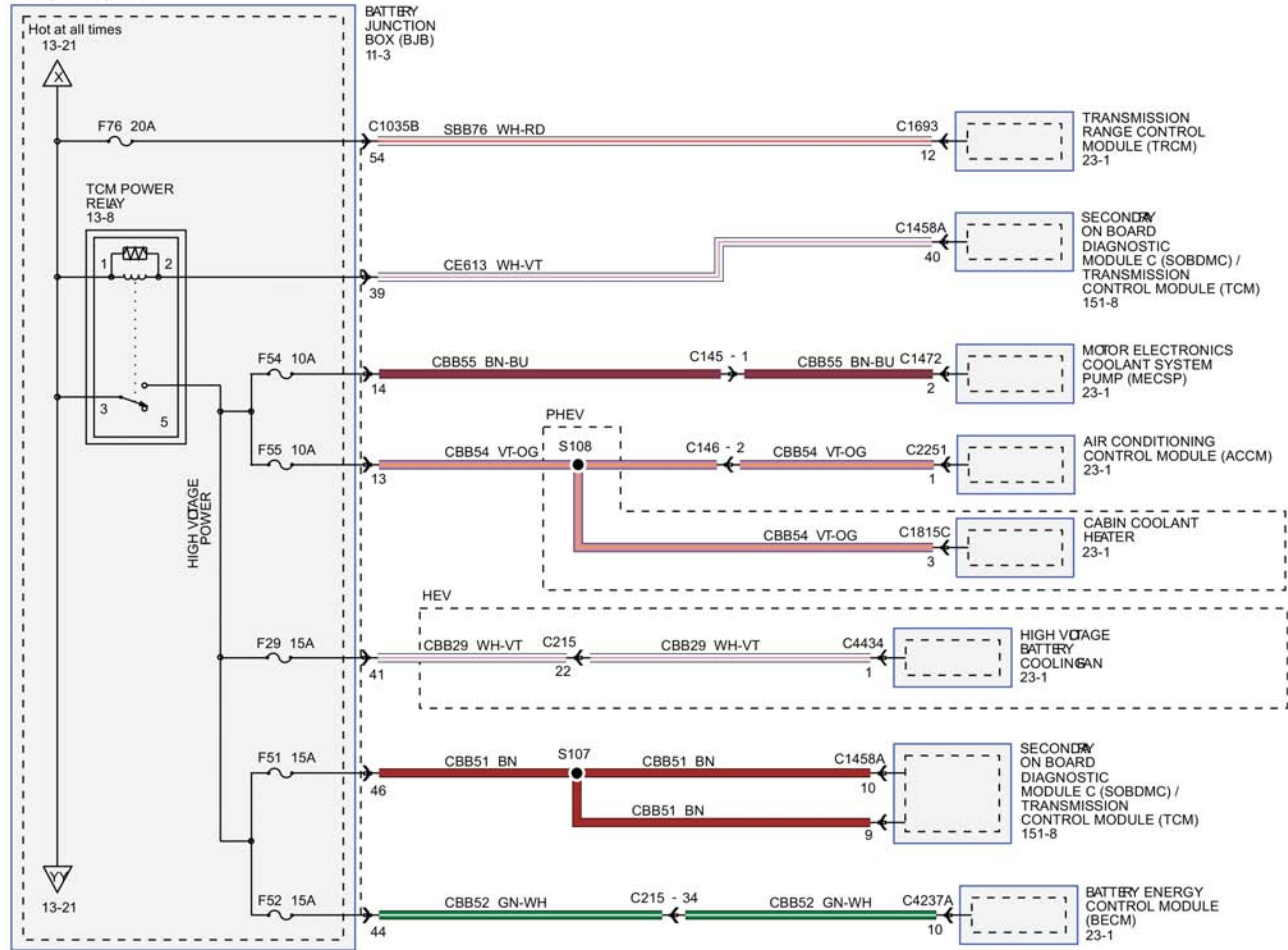 Hot at all times
13-21
X
BATTERY
JUNCTION
BOX (BJB)
11-3
F76 20A
C1035B
SBB76 WH-RD
C1693
54
12
TRANSMISSION
RANGE CONTROL
MODULE (TRCM)
23-1
TCM POWER
RELAY
13-8
1
2
3
5
CE613 WH-VT
C1458A
39
40
SECONDRY
ON BOARD
DIAGNOSTIC
MODULE C (SOBDMC) /
TRANSMISSION
CONTROL MODULE (TCM)
151-8
F54 10A
CBB55 BN-BU
C145 - 1
CBB55 BN-BU
C1472
14
2
MOTOR ELECTRONICS
COOLANT SYSTEM
PUMP (MECSP)
23-1
PHEV
F55 10A
CBB54 VT-OG
S108
C146 - 2
CBB54 VT-OG
C2251
13
1
AIR CONDITIONING
CONTROL MODULE (ACCM)
23-1
HIGH VOLTAGE
POWER
CBB54 VT-OG
C1815C
3
CABIN COOLANT
HEATER
23-1
HEV
F29 15A
CBB29 WH-VT
C215
CBB29 WH-VT
C4434
41
22
1
HIGH VOLTAGE
BATTERY
COOLING FAN
23-1
F51 15A
CBB51 BN
S107
CBB51 BN
C1458A
46
10
CBB51 BN
9
SECONDRY
ON BOARD
DIAGNOSTIC
MODULE C (SOBDMC) /
TRANSMISSION
CONTROL MODULE (TCM)
151-8
YY
13-21
F52 15A
CBB52 GN-WH
C215 - 34
CBB52 GN-WH
C4237A
44
10
BATTERY ENERGY
CONTROL MODULE
(BECM)
23-1